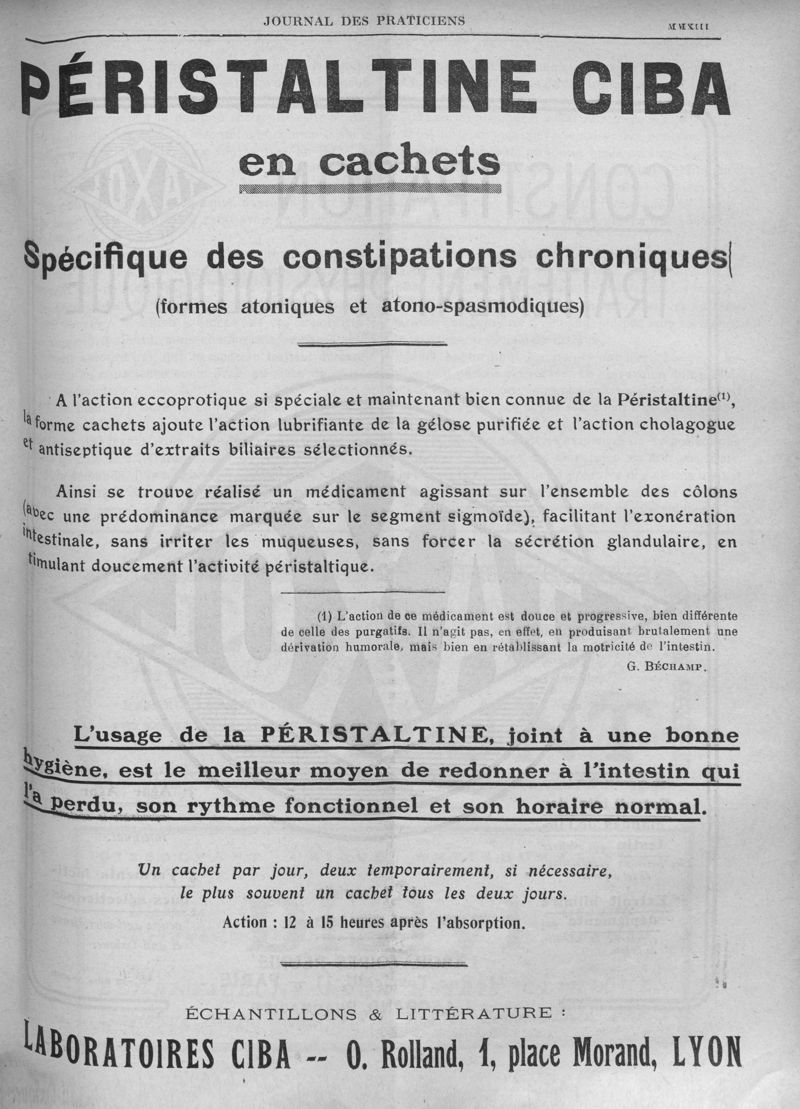 JOURNAL DES PRATICIENS
PÉRISTALTINE CIBA
en cachets
Spécifique des constipations chroniques
(formes atoniques et atono-spasmodiques)
A l'action eccoprotique si spéciale et maintenant bien connue de la Péristaltine(1),
la forme cachets ajoute l'action lubrifiante de la gélose purifiée et l'action cholagogue
et antiseptique d'extraits biliaires sélectionnés.
Ainsi se trouve réalisé un médicament agissant sur l'ensemble des côlons
(avec une prédominance marquée sur le segment sigmoïde), facilitant l'exonération
intestinale, sans irriter les muqueuses, sans forcer la sécrétion glandulaire, en
timulant doucement l'activité péristaltique.
(1) L'action de ce médicament est douce et progressive, bien différente
de celle des purgatifs. Il n'agit pas, en effet, en produisant brutalement une
dérivation humorale, mais bien en rétablissant la motricité de l'intestin.
G. BÉCHAMP.
L'usage de la PÉRISTALTINE, joint à une bonne
hygiène, est le meilleur moyen de redonner à l'intestin qui
l'a perdu, son rythme fonctionnel et son horaire normal.
Un cachet par jour, deux temporairement, si nécessaire,
le plus souvent un cachet tous les deux jours.
Action : 12 à 15 heures après l'absorption.
ÉCHANTILLONS & LITTÉRATURE :
LABORATOIRES CIBA -- O. Rolland, 1, place Morand, LYON